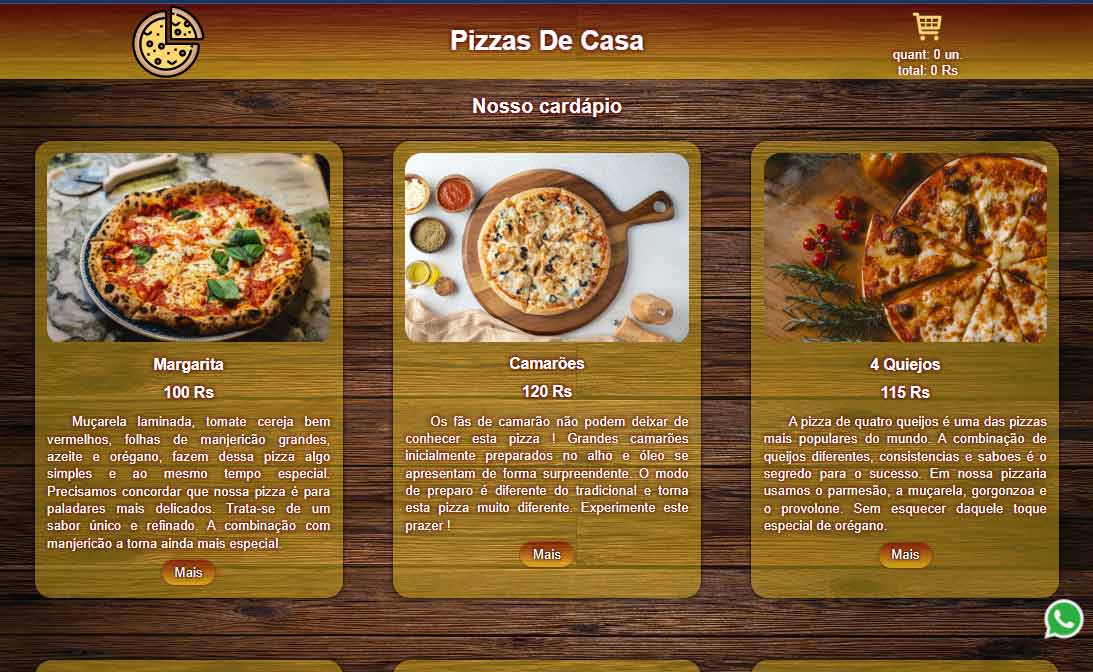 Pizzas De Casa
quant: 0 un.
total: 0 Rs
Nosso cardápio
Margarita
100 Rs
Muçarela laminada, tomate cereja bem
vermelhos, folhas de manjericão grandes,
azeite e orégano, fazem dessa pizza algo
simples e ao mesmo tempo especial.
Precisamos concordar que nossa pizza é para
paladares mais delicados. Trata-se de um
sabor único e refinado. A combinação com
manjericão a torna ainda mais especial.
Mais
Camarões
120 Rs
Os fãs de camarão não podem deixar de
conhecer esta pizza ! Grandes camarões
inicialmente preparados no alho e óleo se
apresentam de forma surpreendente. O modo
de preparo é diferente do tradicional e torna
esta pizza muito diferente. Experimente este
prazer !
Mais
4 Quiejos
115 Rs
A pizza de quatro queijos é uma das pizzas
mais populares do mundo. A combinação de
queijos diferentes, consistencias e saboes é o
segredo para o sucesso. Em nossa pizzaria
usamos o parmesão, a muçarela, gorgonzoa e
o provolone. Sem esquecer daquele toque
especial de orégano.
Mais